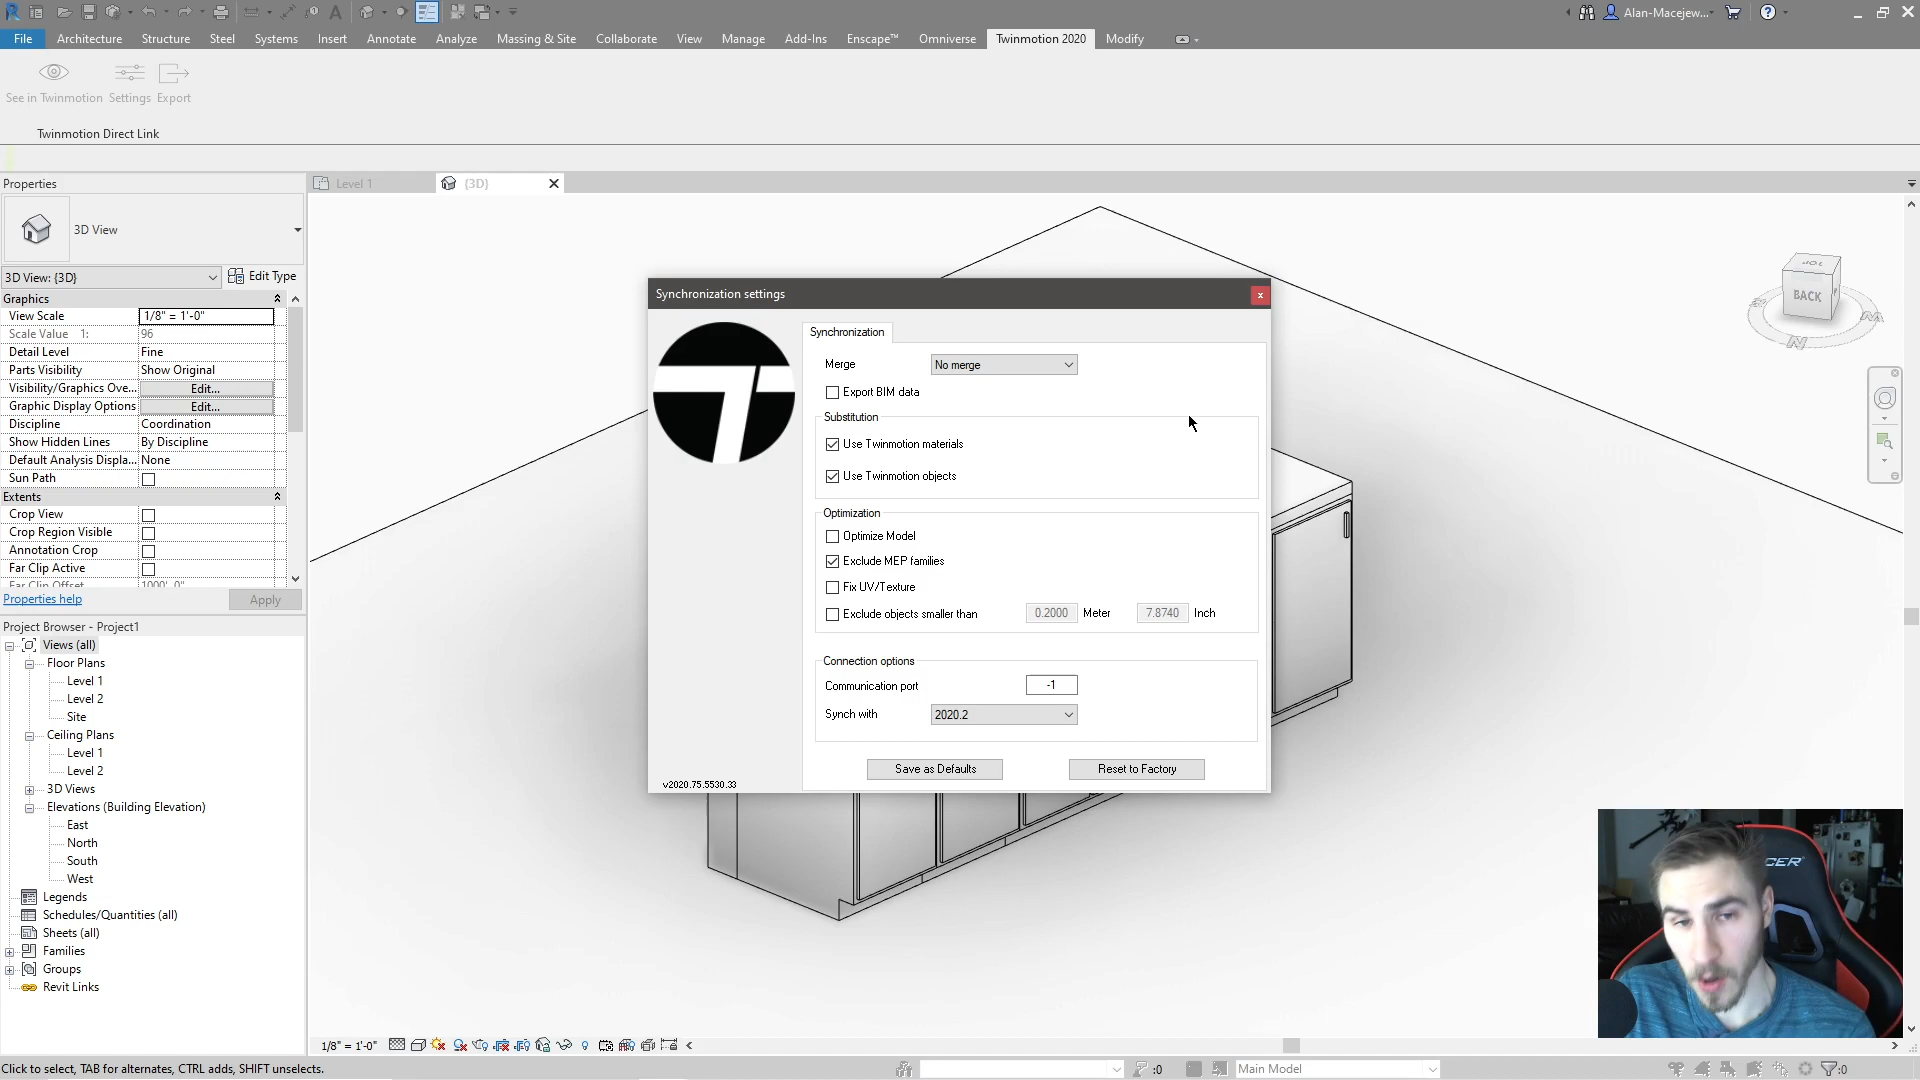 Alan-Macejew...
File
Architecture
Structure
Steel
Systems
Insert
Annotate
Analyze
Massing & Site
Collaborate
View
Manage
Add-Ins
Enscape™
Omniverse
Twinmotion 2020
Modify
See in Twinmotion
Settings
Export
Twinmotion Direct Link
Properties
Level 1
{3D}
3D View
3D View: {3D}
Edit Type
Graphics
View Scale
1/8" = 1'-0"
Scale Value 1:
96
Detail Level
Fine
Parts Visibility
Show Original
Visibility/Graphics Ove...
Edit...
Graphic Display Options
Edit...
Discipline
Coordination
Show Hidden Lines
By Discipline
Default Analysis Displa...
None
Sun Path
Extents
Crop View
Crop Region Visible
Annotation Crop
Far Clip Active
Far Clip Offset
1000' 0"
Properties help
Apply
Project Browser - Project1
Views (all)
Floor Plans
Level 1
Level 2
Site
Ceiling Plans
Level 1
Level 2
3D Views
Elevations (Building Elevation)
East
North
South
West
Legends
Schedules/Quantities (all)
Sheets (all)
Families
Groups
Revit Links
Synchronization settings
x
Synchronization
Merge
No merge
Export BIM data
Substitution
Use Twinmotion materials
Use Twinmotion objects
Optimization
Optimize Model
Exclude MEP families
Fix UV/Texture
Exclude objects smaller than
0.2000
Meter
7.8740
Inch
Connection options
Communication port
-1
Synch with
2020.2
Save as Defaults
Reset to Factory
v2020.75.5530.33
TOP
BACK
N
1/8" = 1'-0"
Click to select, TAB for alternates, CTRL adds, SHIFT unselects.
:0
Main Model
:0